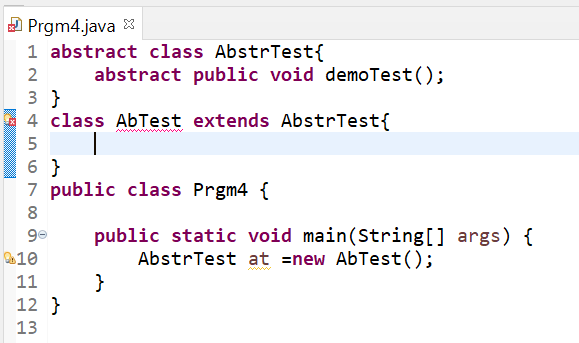 Prgm4.java
1 abstract class AbstrTest{
2     abstract public void demoTest();
3 }
4 class AbTest extends AbstrTest{
5
6 }
7 public class Prgm4 {
8
9     public static void main(String[] args) {
10         AbstrTest at =new AbTest();
11     }
12 }
13